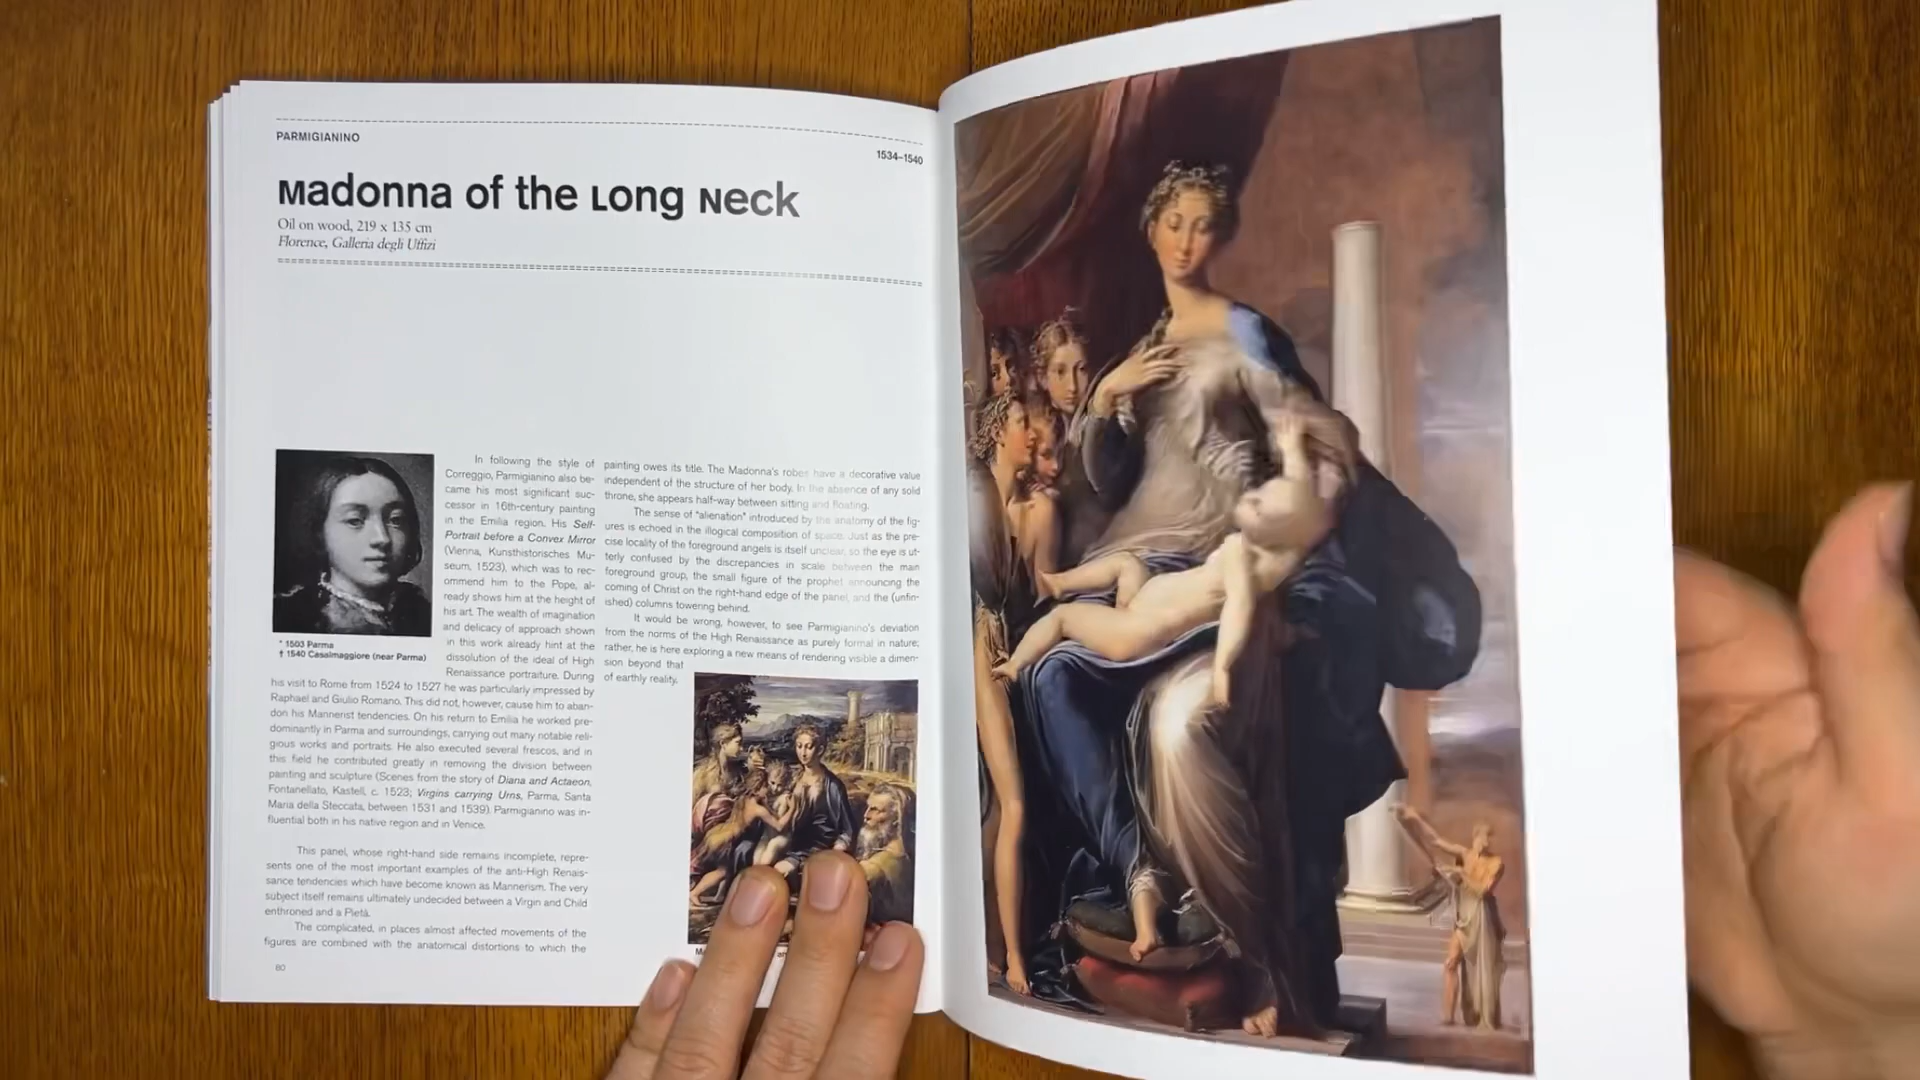 PARMIGIANINO
1534–1540
Madonna of the Long Neck
Oil on wood, 219 x 135 cm
Florence, Galleria degli Uffizi
* 1503 Parma
† 1540 Casalmaggiore (near Parma)
In following the style of
Correggio, Parmigianino also be-
came his most significant suc-
cessor in 16th-century painting
in the Emilia region. His Self-
Portrait before a Convex Mirror
(Vienna, Kunsthistorisches Mu-
seum, 1523), which was to rec-
ommend him to the Pope, al-
ready shows him at the height of
his art. The wealth of imagination
and delicacy of approach shown
in this work already hint at the
dissolution of the ideal of High
Renaissance portraiture. During
his visit to Rome from 1524 to 1527 he was particularly impressed by
Raphael and Giulio Romano. This did not, however, cause him to aban-
don his Mannerist tendencies. On his return to Emilia he worked pre-
dominantly in Parma and surroundings, carrying out many notable reli-
gious works and portraits. He also executed several frescos, and in
this field he contributed greatly in removing the division between
painting and sculpture (Scenes from the story of Diana and Actaeon,
Fontanellato, Kastell, c. 1523; Virgins carrying Urns, Parma, Santa
Maria della Steccata, between 1531 and 1539). Parmigianino was in-
fluential both in his native region and in Venice.
This panel, whose right-hand side remains incomplete, repre-
sents one of the most important examples of the anti-High Renais-
sance tendencies which have become known as Mannerism. The very
subject itself remains ultimately undecided between a Virgin and Child
enthroned and a Pietà.
The complicated, in places almost affected movements of the
figures are combined with the anatomical distortions to which the
painting owes its title. The Madonna's robes have a decorative value
independent of the structure of her body. In the absence of any solid
throne, she appears half-way between sitting and floating.
The sense of "alienation" introduced by the anatomy of the fig-
ures is echoed in the illogical composition of space. Just as the pre-
cise locality of the foreground angels is itself unclear, so the eye is ut-
terly confused by the discrepancies in scale between the main
foreground group, the small figure of the prophet announcing the
coming of Christ on the right-hand edge of the panel, and the (unfin-
ished) columns towering behind.
It would be wrong, however, to see Parmigianino's deviation
from the norms of the High Renaissance as purely formal in nature;
rather, he is here exploring a new means of rendering visible a dimen-
sion beyond that
of earthly reality.
80